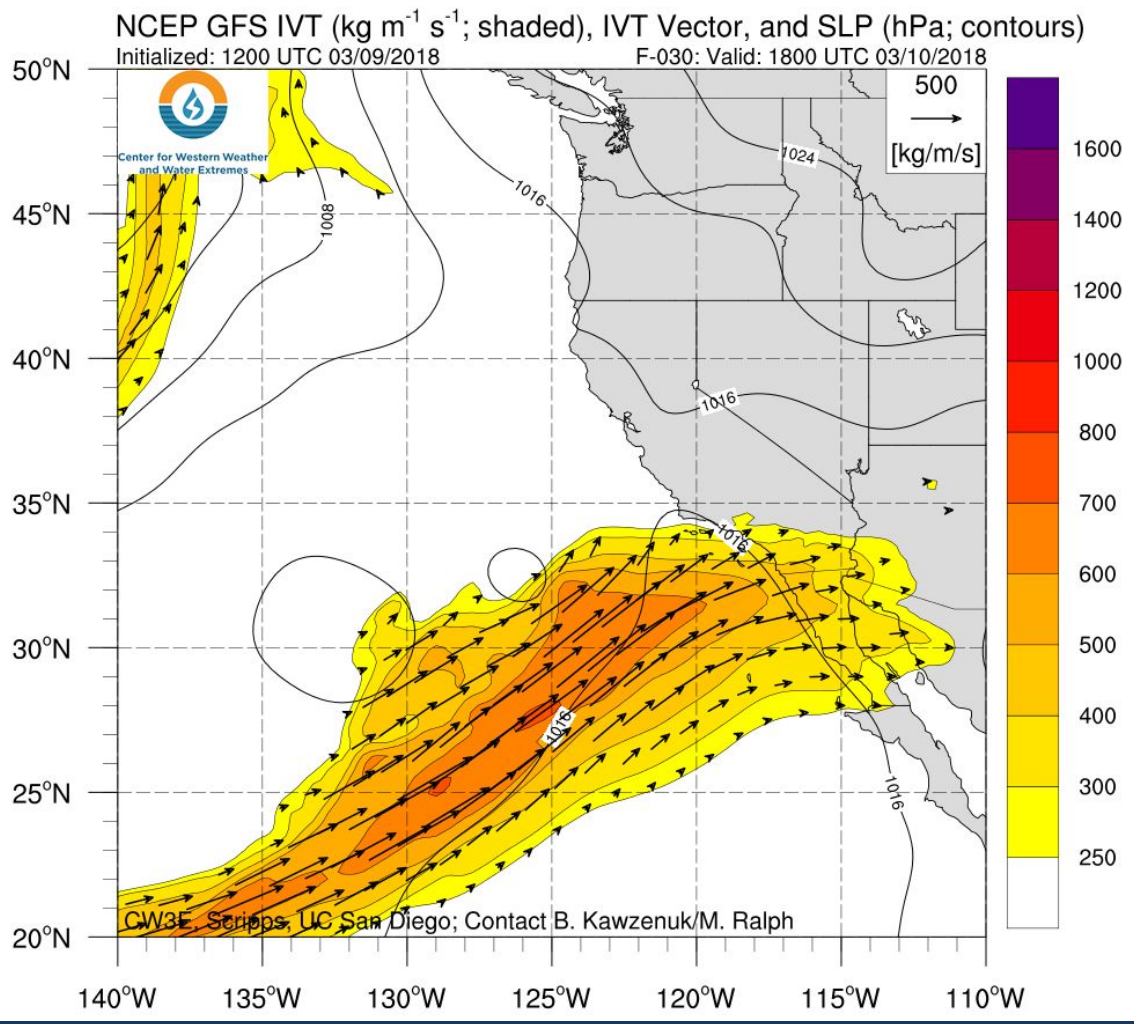 NCEP GFS IVT (kg m⁻¹ s⁻¹; shaded), IVT Vector, and SLP (hPa; contours)
Initialized: 1200 UTC 03/09/2018 F-030: Valid: 1800 UTC 03/10/2018
50°N
45°N
40°N
35°N
30°N
25°N
20°N
Center for Western Weather
and Water Extremes
500
[kg/m/s]
1024
1016
1008
1016
1016
1016
1016
1600
1400
1200
1000
800
700
600
500
400
300
250
CW3E, Scripps, UC San Diego; Contact B. Kawzenuk/M. Ralph
140°W 135°W 130°W 125°W 120°W 115°W 110°W